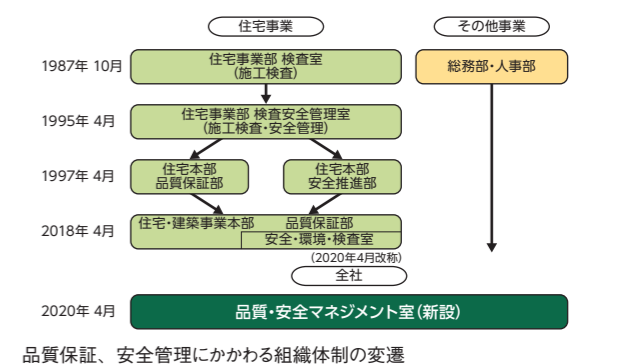 住宅事業
その他事業
1987年 10月
住宅事業部 検査室
(施工検査)
総務部・人事部
1995年 4月
住宅事業部 検査安全管理室
(施工検査・安全管理)
1997年 4月
住宅本部
品質保証部
住宅本部
安全推進部
2018年 4月
住宅・建築事業本部
品質保証部
安全・環境・検査室
(2020年4月改称)
全社
2020年 4月
品質・安全マネジメント室(新設)
品質保証、安全管理にかかわる組織体制の変遷